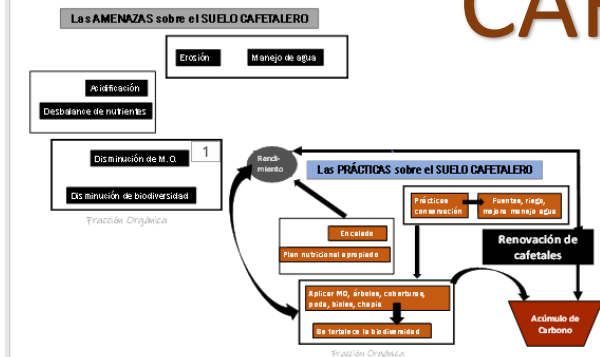 CAF
Las AMENAZAS sobre el SUELO CAFETALERO
Erosión
Manejo de agua
Acidificación
Desbalance de nutrientes
Disminución de M.O.
1
Disminución de biodiversidad
Fracción Orgánica
Rendi-
miento
Las PRÁCTICAS sobre el SUELO CAFETALERO
Prácticas
conservación
Fuentes, riego,
mejora manejo agua
Encalado
Plan nutricional apropiado
Renovación de
cafetales
Aplicar MO, árboles, coberturas,
poda, bioles, chapia
Se fortalece la biodiversidad
Acúmulo de
Carbono
Fracción Orgánica